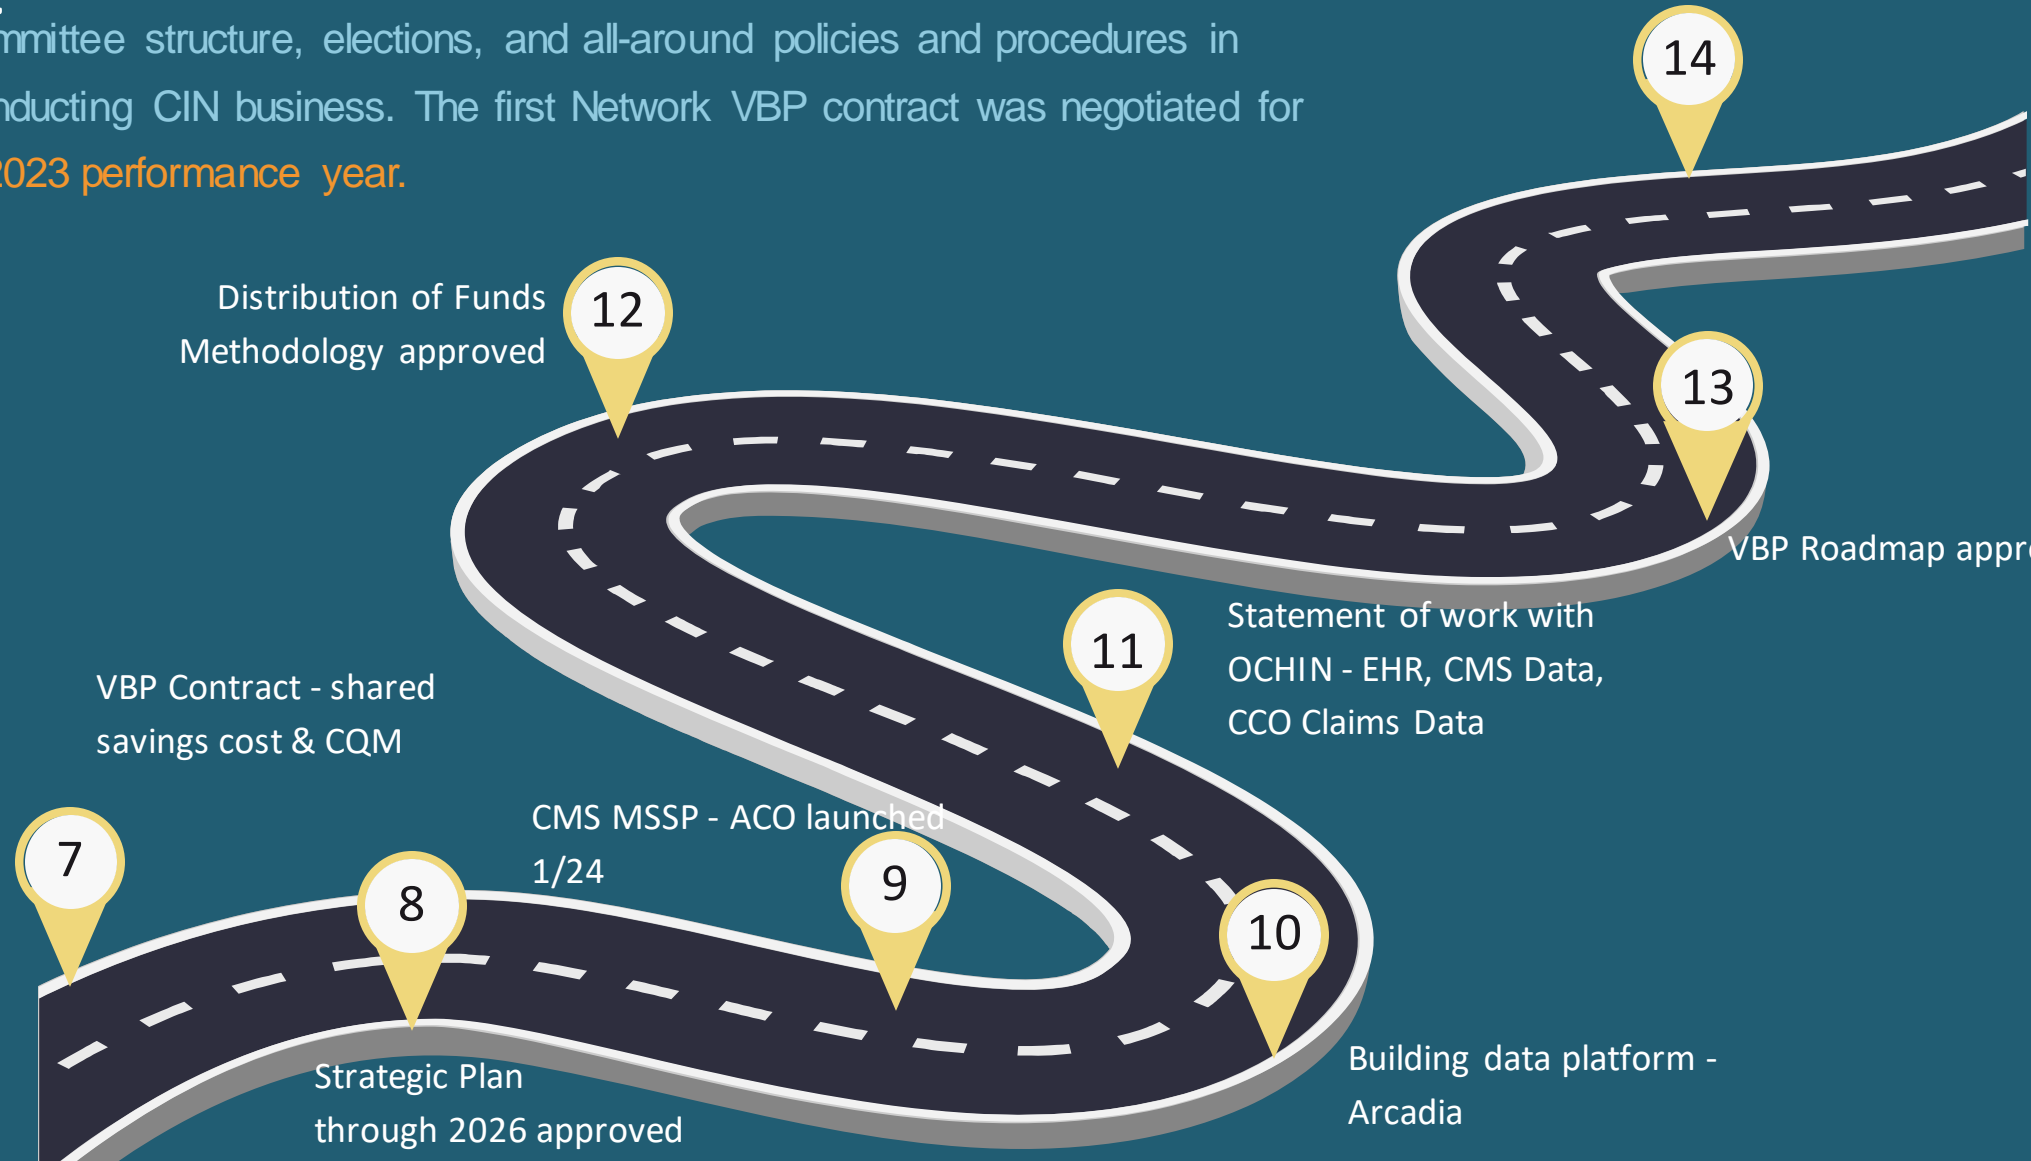 mmittee structure, elections, and all-around policies and procedures in
nducting CIN business. The first Network VBP contract was negotiated for
2023 performance year.
14
12
Distribution of Funds
Methodology approved
13
VBP Roadmap appro
11
Statement of work with
OCHIN - EHR, CMS Data,
CCO Claims Data
VBP Contract - shared
savings cost & CQM
7
8
CMS MSSP - ACO launched
1/24
9
10
Strategic Plan
through 2026 approved
Building data platform -
Arcadia